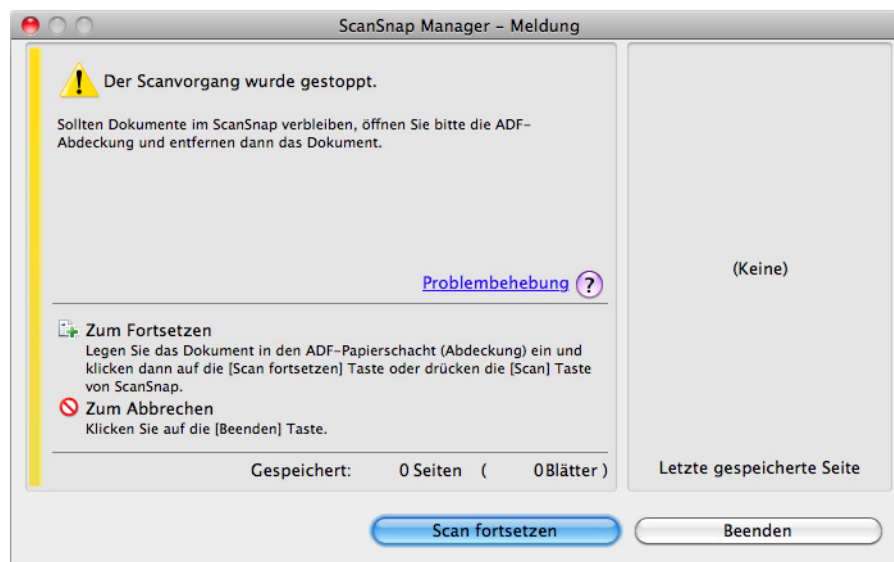 ScanSnap Manager – Meldung
Der Scanvorgang wurde gestoppt.
Sollten Dokumente im ScanSnap verbleiben, öffnen Sie bitte die ADF-
Abdeckung und entfernen dann das Dokument.
Problembehebung ?
(Keine)
Zum Fortsetzen
Legen Sie das Dokument in den ADF-Papierschacht (Abdeckung) ein und
klicken dann auf die [Scan fortsetzen] Taste oder drücken die [Scan] Taste
von ScanSnap.
Zum Abbrechen
Klicken Sie auf die [Beenden] Taste.
Gespeichert: 0 Seiten ( 0Blätter )
Letzte gespeicherte Seite
Scan fortsetzen
Beenden